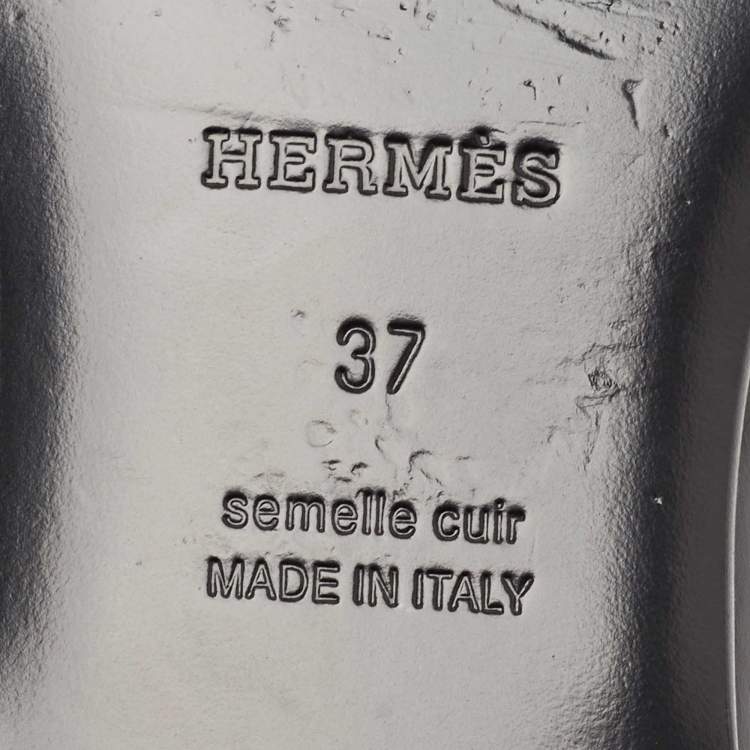 HERMÈS
37
semelle cuir
MADE IN ITALY